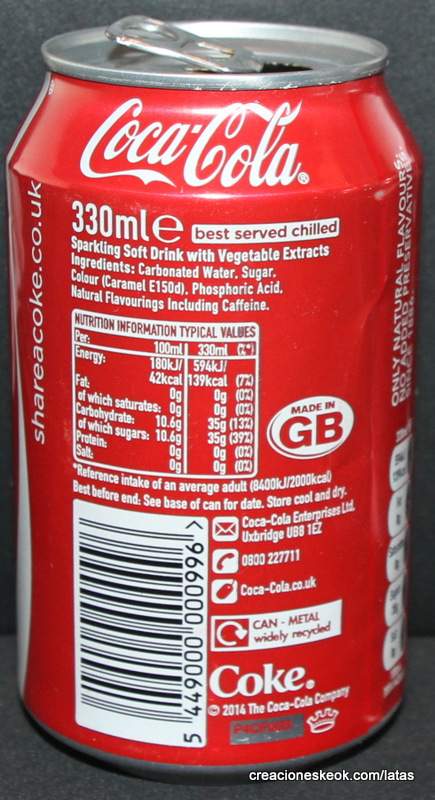 Coca-Cola®
330ml e best served chilled
Sparkling Soft Drink with Vegetable Extracts
Ingredients: Carbonated Water, Sugar,
Colour (Caramel E150d), Phosphoric Acid,
Natural Flavourings Including Caffeine.
NUTRITION INFORMATION TYPICAL VALUES
Per: 100ml 330ml (%*)
Energy: 180kJ/ 594kJ/
42kcal 139kcal (7%)
Fat: 0g 0g (0%)
of which saturates: 0g 0g (0%)
Carbohydrate: 10.6g 35g (13%)
of which sugars: 10.6g 35g (39%)
Protein: 0g 0g (0%)
Salt: 0g 0g (0%)
*Reference intake of an average adult (8400kJ/2000kcal)
Best before end: See base of can for date. Store cool and dry.
MADE IN
GB
Coca-Cola Enterprises Ltd.
Uxbridge UB8 1EZ
0800 227711
Coca-Cola.co.uk
CAN - METAL
widely recycled
Coke®
© 2014 The Coca-Cola Company
5 449000 000996 >
shareacoke.co.uk
ONLY NATURAL FLAVOURS
NO ADDED PRESERVATIVE
creacioneskeok.com/latas